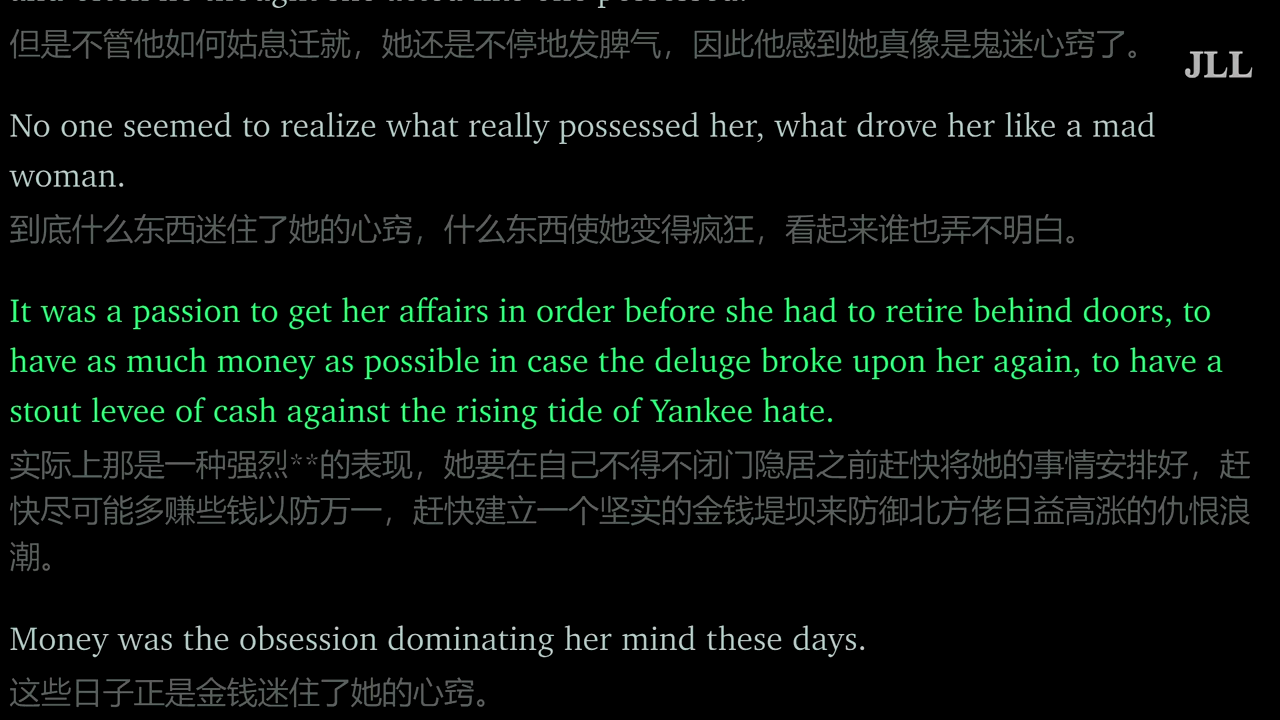 and often he thought she acted like one possessed.
但是不管他如何姑息迁就，她还是不停地发脾气，因此他感到她真像是鬼迷心窍了。
JLL
No one seemed to realize what really possessed her, what drove her like a mad
woman.
到底什么东西迷住了她的心窍，什么东西使她变得疯狂，看起来谁也弄不明白。
It was a passion to get her affairs in order before she had to retire behind doors, to
have as much money as possible in case the deluge broke upon her again, to have a
stout levee of cash against the rising tide of Yankee hate.
实际上那是一种强烈**的表现，她要在自己不得不闭门隐居之前赶快将她的事情安排好，赶
快尽可能多赚些钱以防万一，赶快建立一个坚实的金钱堤坝来防御北方佬日益高涨的仇恨浪
潮。
Money was the obsession dominating her mind these days.
这些日子正是金钱迷住了她的心窍。